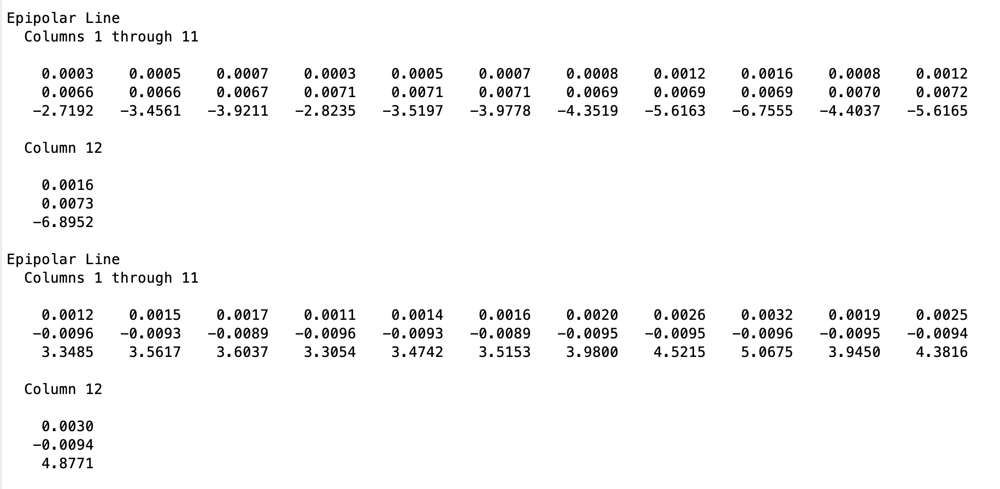 Epipolar Line
Columns 1 through 11
0.0003 0.0005 0.0007 0.0003 0.0005 0.0007 0.0008 0.0012 0.0016 0.0008 0.0012
0.0066 0.0066 0.0067 0.0071 0.0071 0.0071 0.0069 0.0069 0.0069 0.0070 0.0072
−2.7192 −3.4561 −3.9211 −2.8235 −3.5197 −3.9778 −4.3519 −5.6163 −6.7555 −4.4037 −5.6165
Column 12
0.0016
0.0073
−6.8952
Epipolar Line
Columns 1 through 11
0.0012 0.0015 0.0017 0.0011 0.0014 0.0016 0.0020 0.0026 0.0032 0.0019 0.0025
−0.0096 −0.0093 −0.0089 −0.0096 −0.0093 −0.0089 −0.0095 −0.0095 −0.0096 −0.0095 −0.0094
3.3485 3.5617 3.6037 3.3054 3.4742 3.5153 3.9800 4.5215 5.0675 3.9450 4.3816
Column 12
0.0030
−0.0094
4.8771